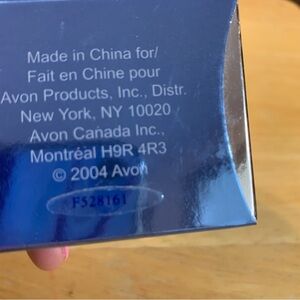 Made in China for/
Fait en Chine pour
Avon Products, Inc., Distr.
New York, NY 10020
Avon Canada Inc.,
Montréal H9R 4R3
© 2004 Avon
F528161